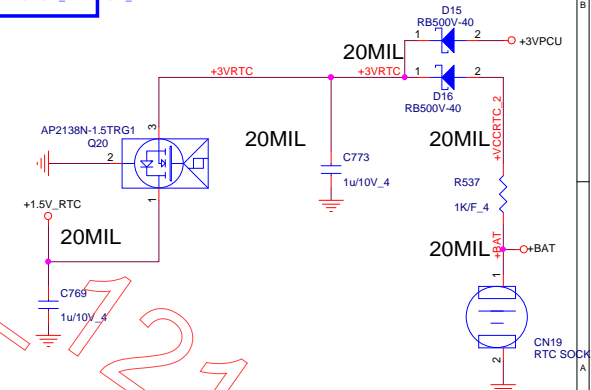 B
D15
RB500V-40
1
2
+3VPCU
20MIL
+3VRTC
+3VRTC
1
2
D16
RB500V-40
AP2138N-1.5TRG1
Q20
3
2
1
20MIL
20MIL
+VCCRTC_2
C773
1u/10V_4
R537
1K/F_4
+1.5V_RTC
20MIL
20MIL
+BAT
+BAT
1
C769
1u/10V_4
CN19
RTC SOCK
2
A
121